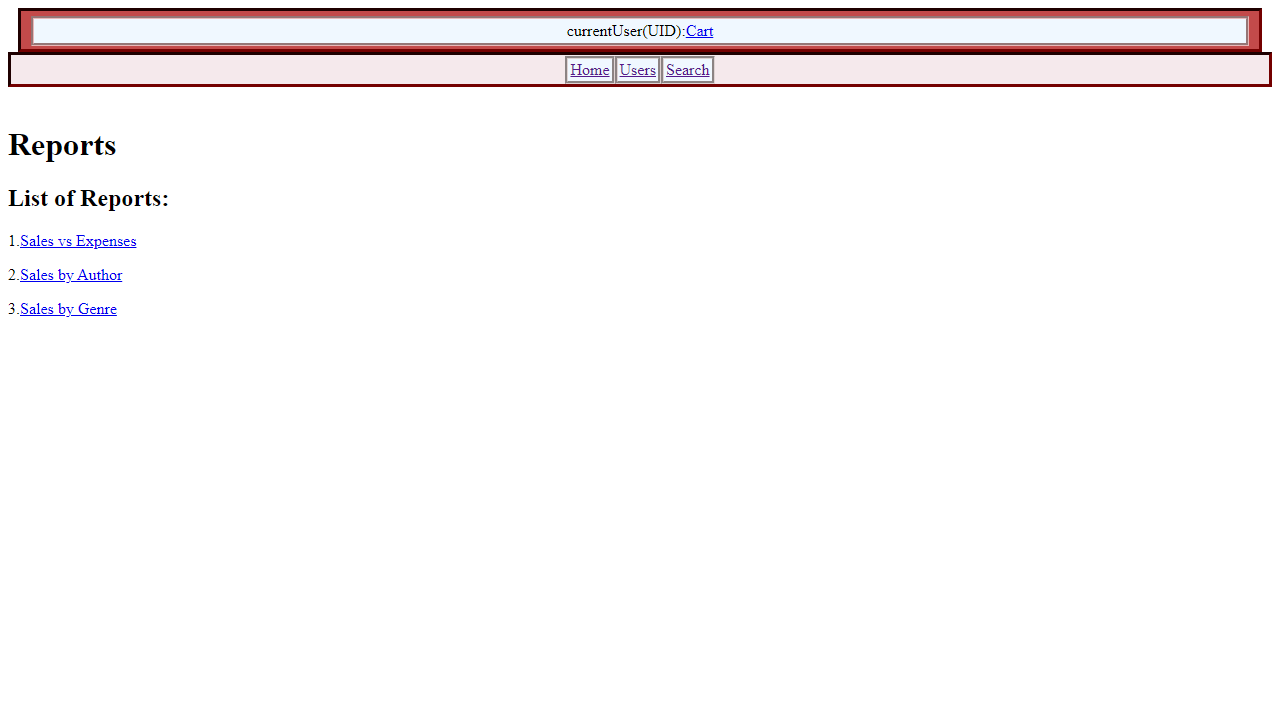 currentUser(UID):Cart
Home Users Search
Reports
List of Reports:
1.Sales vs Expenses
2.Sales by Author
3.Sales by Genre